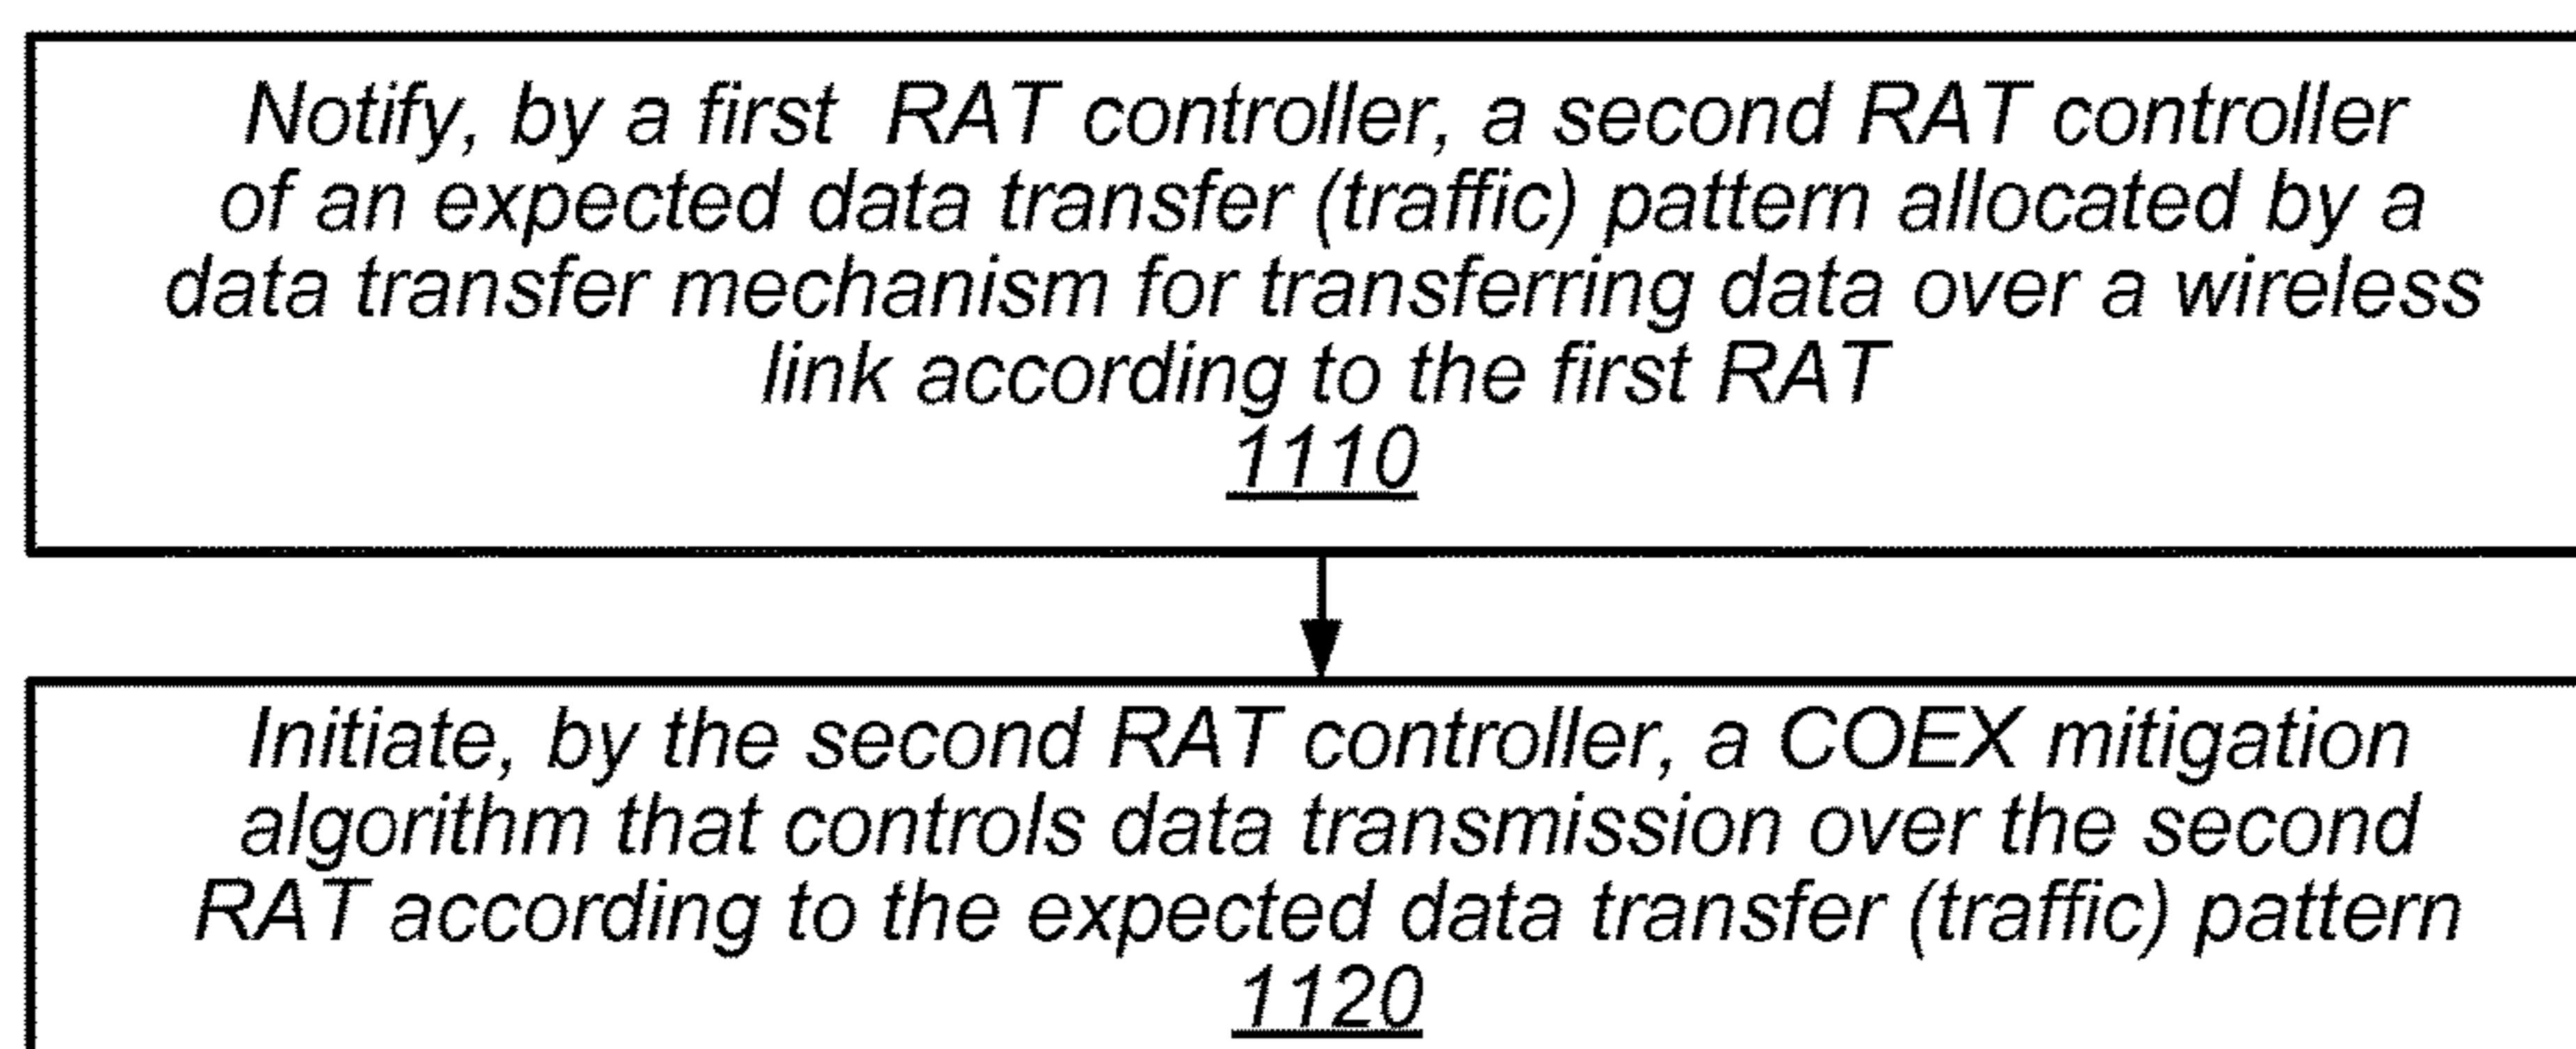 Notify, by a first RAT controller, a second RAT controller
of an expected data transfer (traffic) pattern allocated by a
data transfer mechanism for transferring data over a wireless
link according to the first RAT
1110
Initiate, by the second RAT controller, a COEX mitigation
algorithm that controls data transmission over the second
RAT according to the expected data transfer (traffic) pattern
1120